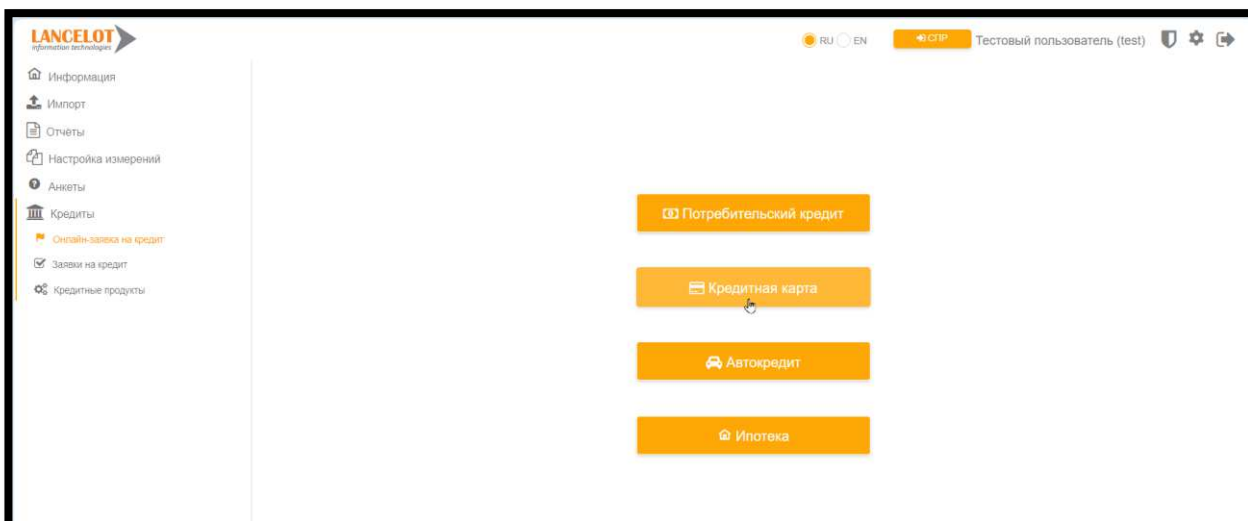 LANCELOT
information technologies
RU EN СПР Тестовый пользователь (test)
Информация
Импорт
Отчеты
Настройка измерений
Анкеты
Кредиты
Онлайн-заявка на кредит
Заявки на кредит
Кредитные продукты
Потребительский кредит
Кредитная карта
Автокредит
Ипотека